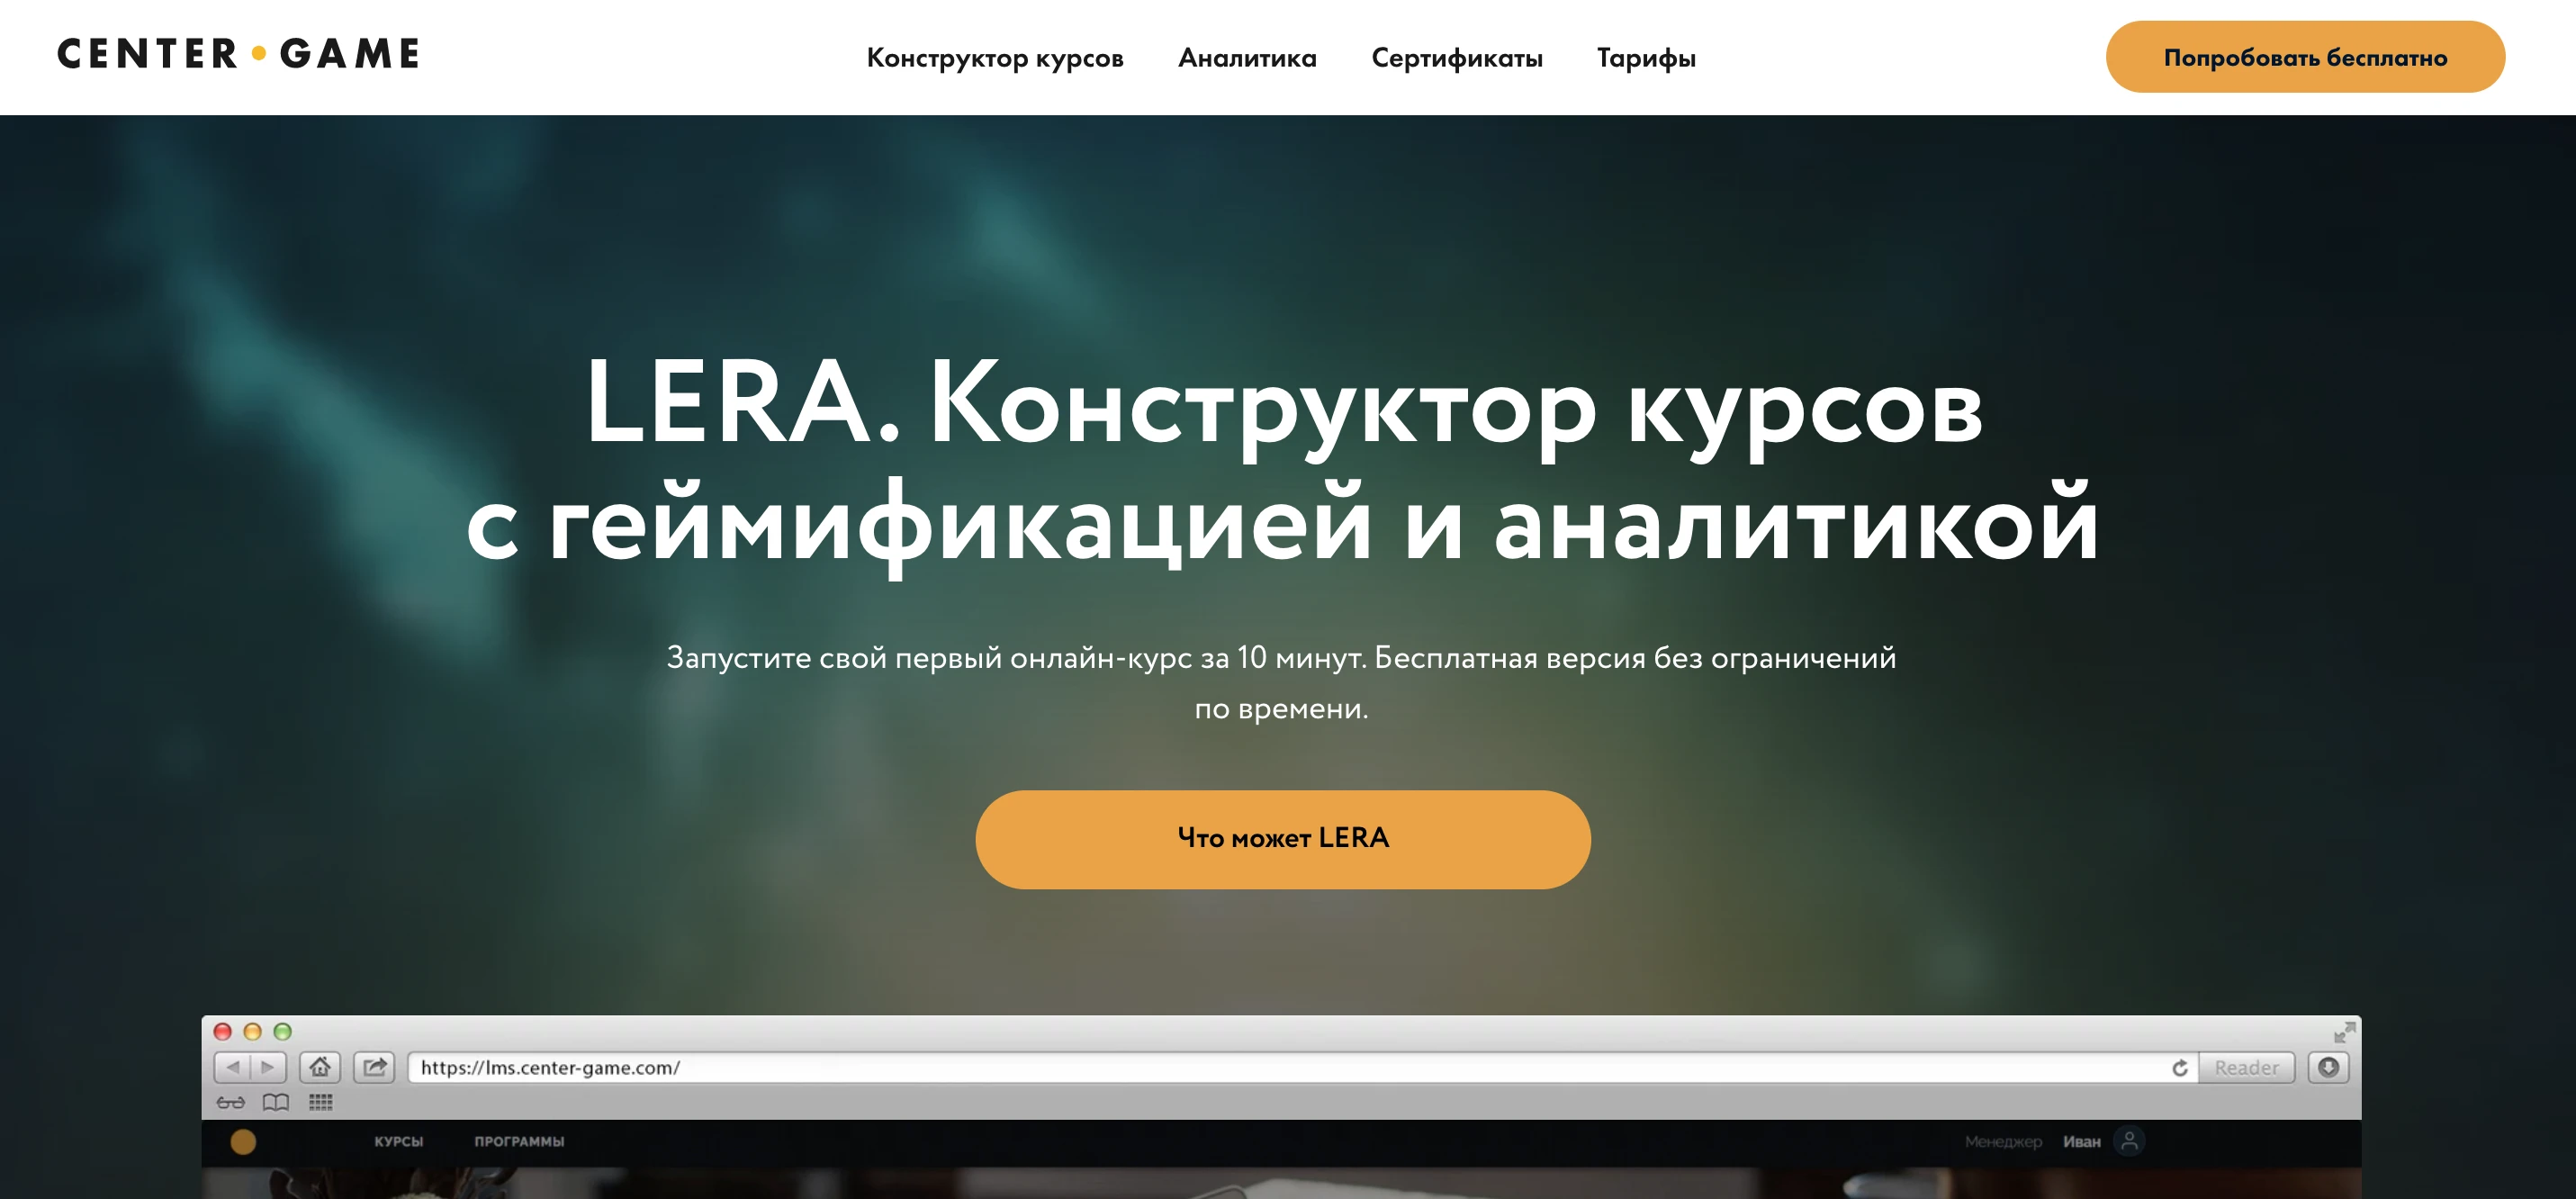 CENTER • GAME
Конструктор курсов Аналитика Сертификаты Тарифы
Попробовать бесплатно
LERA. Конструктор курсов
с геймификацией и аналитикой
Запустите свой первый онлайн-курс за 10 минут. Бесплатная версия без ограничений
по времени.
Что может LERA
https://lms.center-game.com/
Reader
КУРСЫ ПРОГРАММЫ
Менеджер Иван